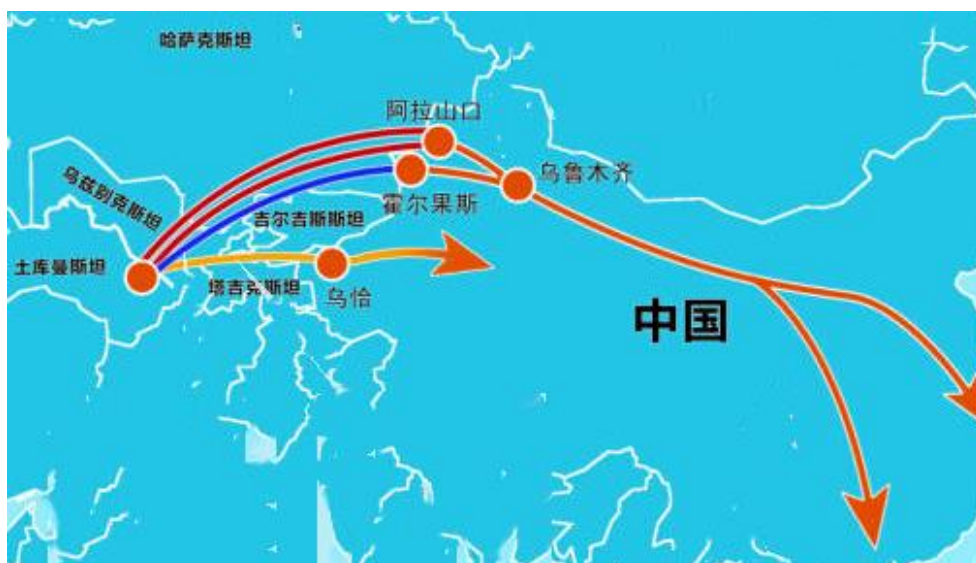 哈萨克斯坦
阿拉山口
乌鲁木齐
乌兹别克斯坦
霍尔果斯
吉尔吉斯斯坦
土库曼斯坦
塔吉克斯坦
乌恰
中国